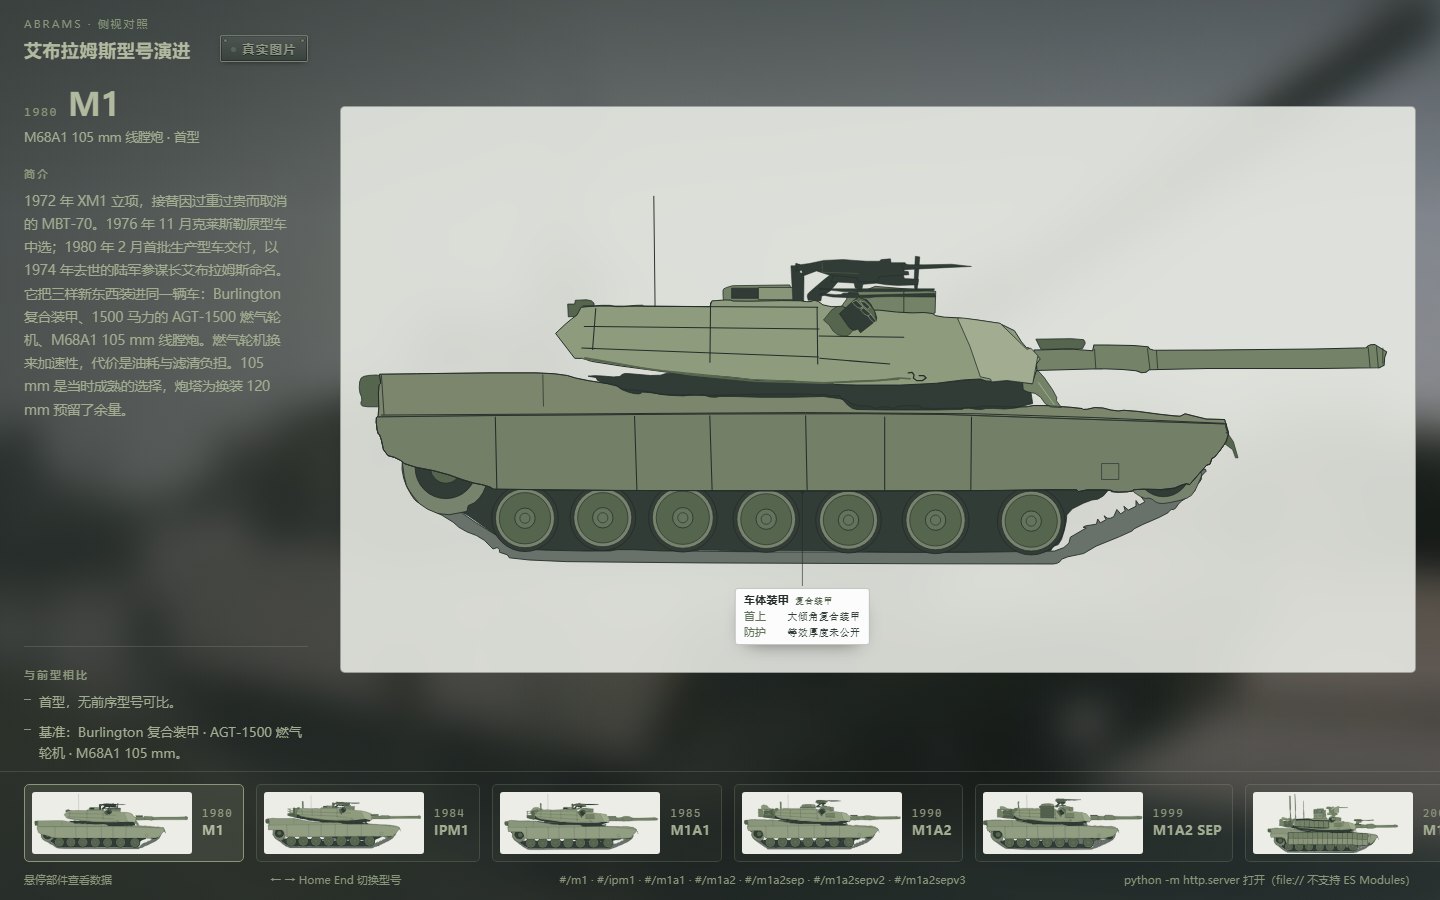 ABRAMS · 侧视对照
艾布拉姆斯型号演进
真实图片
1980 M1
M68A1 105 mm 线膛炮 · 首型
简介
1972 年 XM1 立项，接替因过重过贵而取消
的 MBT-70。1976 年 11 月克莱斯勒原型车
中选；1980 年 2 月首批生产型车交付，以
1974 年去世的陆军参谋长艾布拉姆斯命名。
它把三样新东西装进同一辆车：Burlington
复合装甲、1500 马力的 AGT-1500 燃气轮
机、M68A1 105 mm 线膛炮。燃气轮机换
来加速性，代价是油耗与滤清负担。105
mm 是当时成熟的选择，炮塔为换装 120
mm 预留了余量。
车体装甲 复合装甲
首上 大倾角复合装甲
防护 等效厚度未公开
与前型相比
– 首型，无前序型号可比。
– 基准：Burlington 复合装甲 · AGT-1500 燃气
轮机 · M68A1 105 mm。
1980
M1
1984
IPM1
1985
M1A1
1990
M1A2
1999
M1A2 SEP
悬停部件查看数据
← → Home End 切换型号
#/m1 · #/ipm1 · #/m1a1 · #/m1a2 · #/m1a2sep · #/m1a2sepv2 · #/m1a2sepv3
python -m http.server 打开（file:// 不支持 ES Modules）